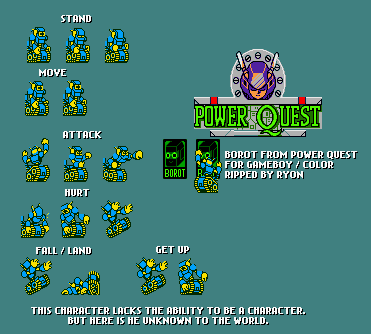 STAND
MOVE
POWER QUEST
ATTACK
BOROT
B
BOROT FROM POWER QUEST
FOR GAMEBOY / COLOR
RIPPED BY RYON
HURT
FALL / LAND
GET UP
THIS CHARACTER LACKS THE ABILITY TO BE A CHARACTER.
BUT HERE IS HE UNKNOWN TO THE WORLD.